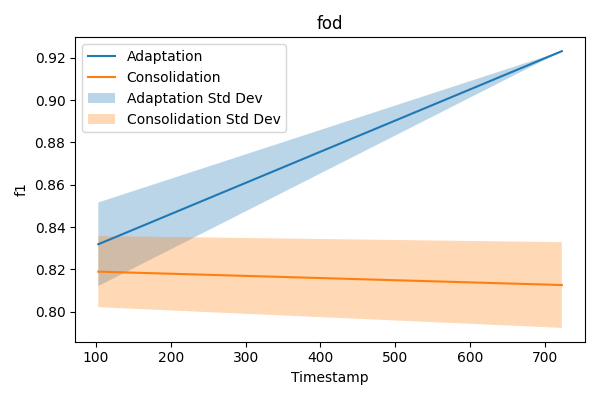 fod
Adaptation
Consolidation
Adaptation Std Dev
Consolidation Std Dev
f1
0.92
0.90
0.88
0.86
0.84
0.82
0.80
100 200 300 400 500 600 700
Timestamp